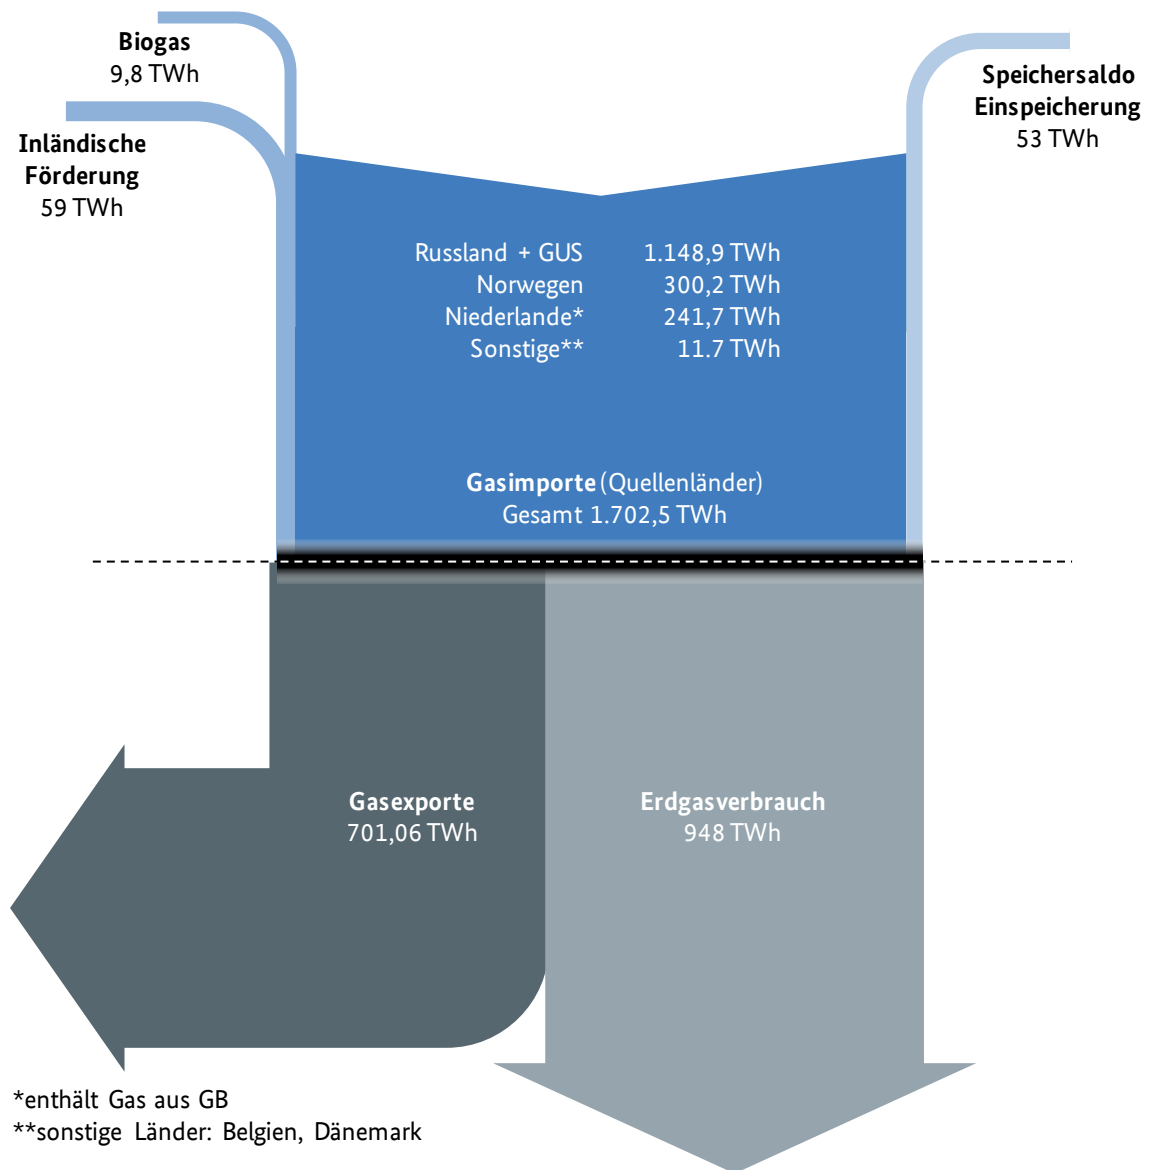 Biogas
9,8 TWh
Inländische
Förderung
59 TWh
Speichersaldo
Einspeicherung
53 TWh
Russland + GUS 1.148,9 TWh
Norwegen 300,2 TWh
Niederlande* 241,7 TWh
Sonstige** 11.7 TWh
Gasimporte (Quellenländer)
Gesamt 1.702,5 TWh
Gasexporte
701,06 TWh
Erdgasverbrauch
948 TWh
*enthält Gas aus GB
**sonstige Länder: Belgien, Dänemark